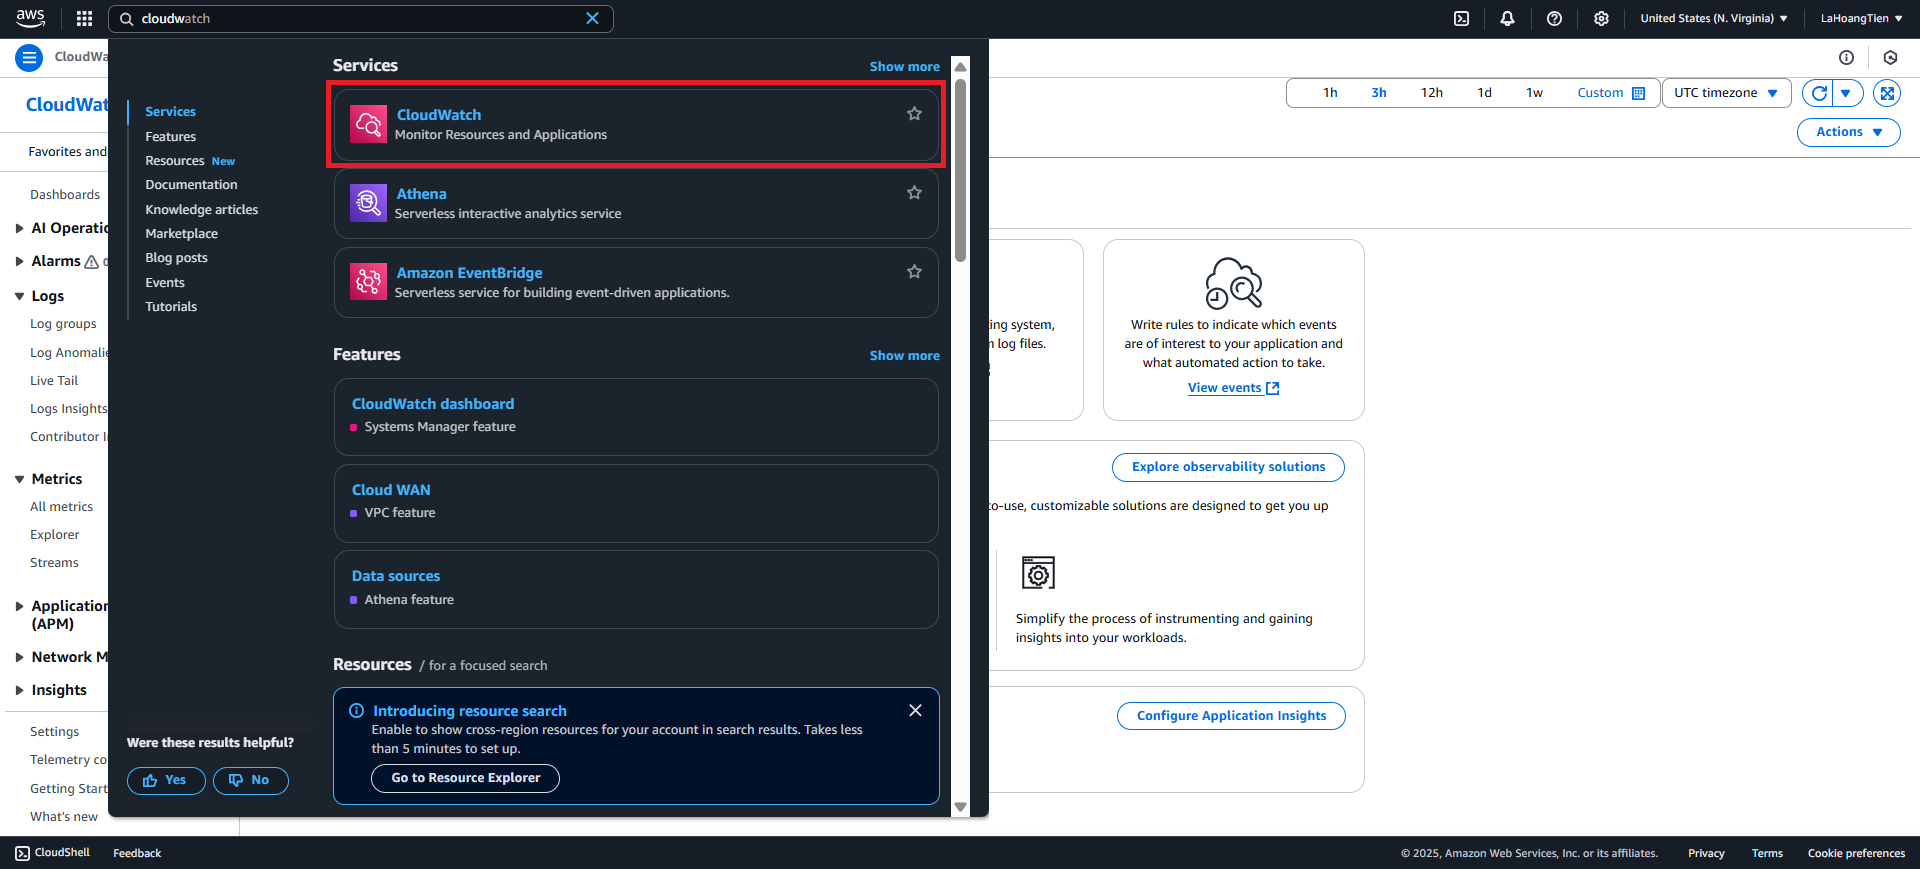 aws
cloudwatch
United States (N. Virginia)
LaHoangTien
CloudWa
CloudWat
Favorites and
Dashboards
AI Operatio
Alarms
Logs
Log groups
Log Anomalie
Live Tail
Logs Insights
Contributor I
Metrics
All metrics
Explorer
Streams
Application
(APM)
Network M
Insights
Settings
Telemetry co
Getting Start
What's new
Services
Features
Resources New
Documentation
Knowledge articles
Marketplace
Blog posts
Events
Tutorials
Were these results helpful?
Yes
No
Services
Show more
CloudWatch
Monitor Resources and Applications
Athena
Serverless interactive analytics service
Amazon EventBridge
Serverless service for building event-driven applications.
Features
Show more
CloudWatch dashboard
Systems Manager feature
Cloud WAN
VPC feature
Data sources
Athena feature
Resources / for a focused search
Introducing resource search
Enable to show cross-region resources for your account in search results. Takes less
than 5 minutes to set up.
Go to Resource Explorer
1h 3h 12h 1d 1w Custom
UTC timezone
Actions
ing system,
log files.
Write rules to indicate which events
are of interest to your application and
what automated action to take.
View events
Explore observability solutions
to-use, customizable solutions are designed to get you up
Simplify the process of instrumenting and gaining
insights into your workloads.
Configure Application Insights
CloudShell
Feedback
© 2025, Amazon Web Services, Inc. or its affiliates.
Privacy
Terms
Cookie preferences